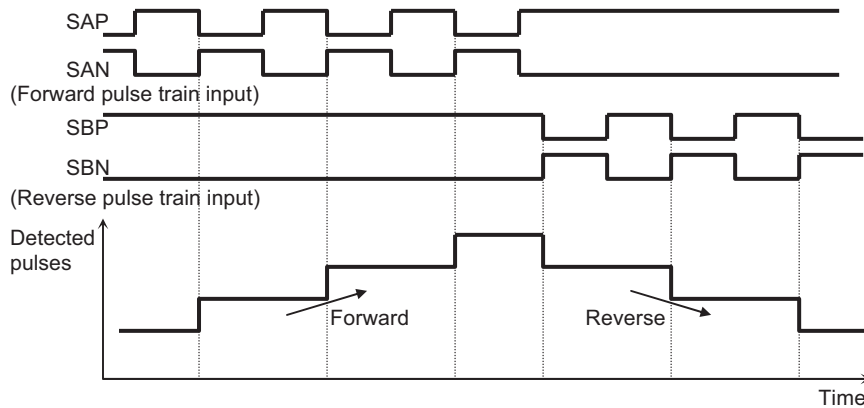 SAP
SAN
(Forward pulse train input)
SBP
SBN
(Reverse pulse train input)
Detected
pulses
Forward
Reverse
Time